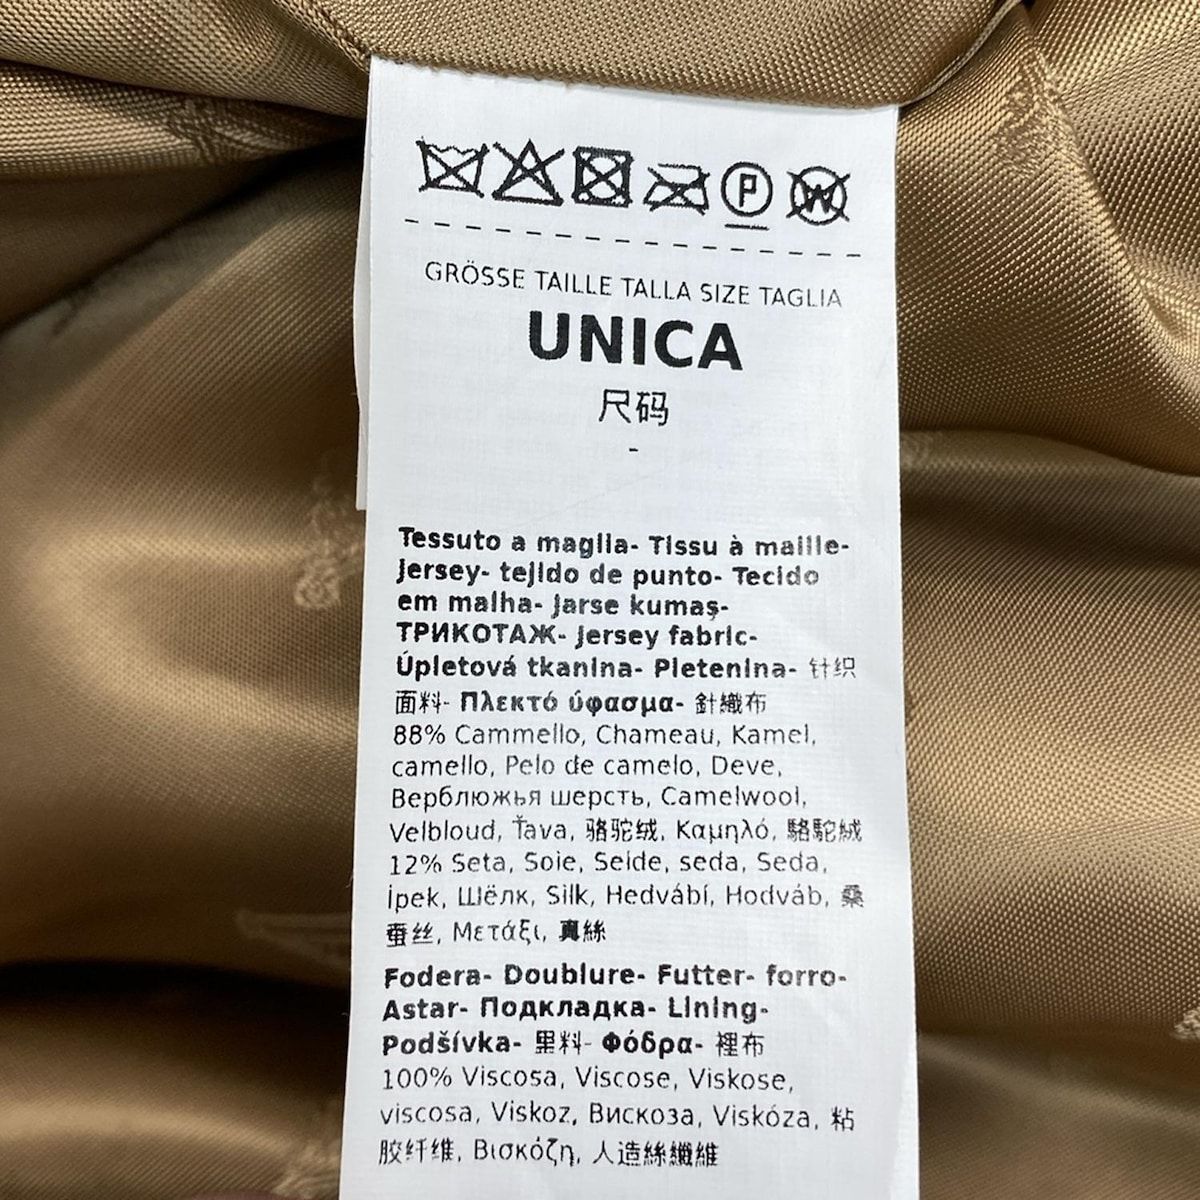 P W
GRÖSSE TAILLE TALLA SIZE TAGLIA
UNICA
尺码
-
Tessuto a maglia- Tissu à maille-
Jersey- tejido de punto- Tecido
em malha- Jarse kumaş-
ТРИКОТАЖ- Jersey fabric-
Úpletová tkanina- Pletenina- 针织
面料- Πλεκτό ύφασμα- 針織布
88% Cammello, Chameau, Kamel,
camello, Pelo de camelo, Deve,
Верблюжья шерсть, Camelwool,
Velbloud, Ťava, 骆驼绒, Καμηλό, 駱駝絨
12% Seta, Soie, Seide, seda, Seda,
İpek, Шёлк, Silk, Hedvábí, Hodváb, 桑
蚕丝, Μετάξι, 真絲
Fodera- Doublure- Futter- forro-
Astar- Подкладка- Lining-
Podšívka- 里料- Φόδρα- 裡布
100% Viscosa, Viscose, Viskose,
viscosa, Viskoz, Вискоза, Viskóza, 粘
胶纤维, Βισκόζη, 人造絲纖維